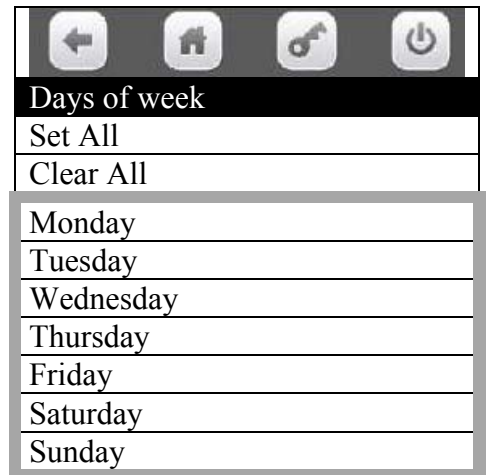 Days of week
Set All
Clear All
Monday
Tuesday
Wednesday
Thursday
Friday
Saturday
Sunday